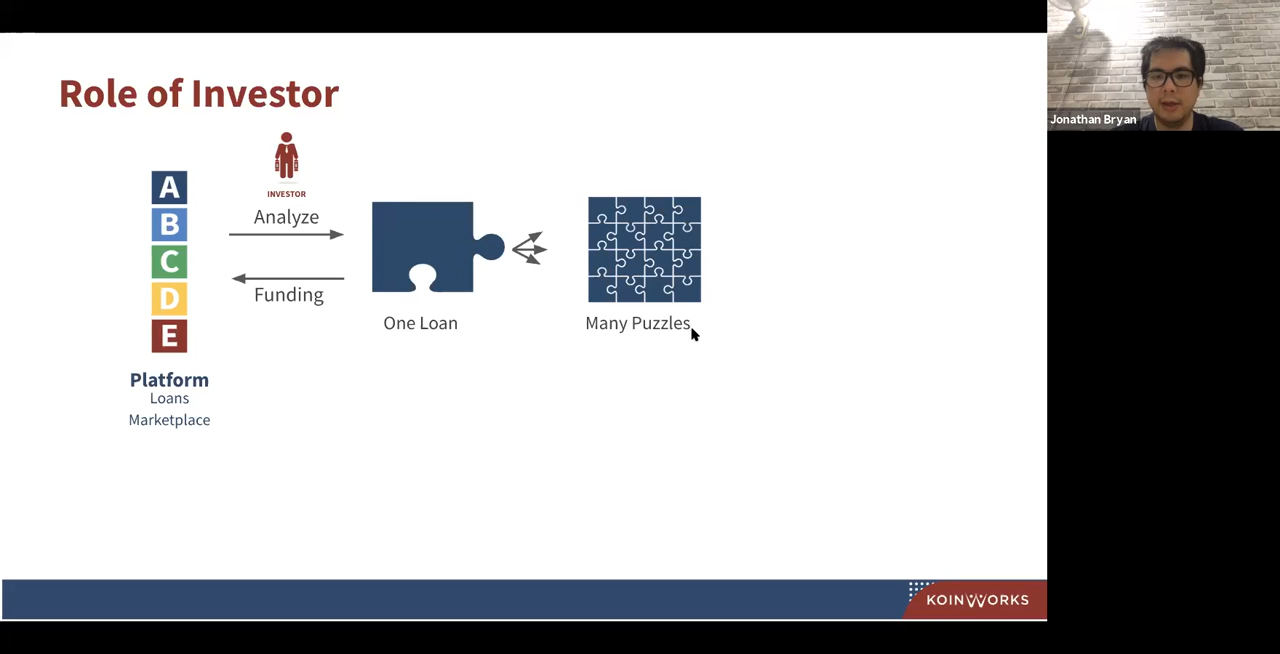 Role of Investor
A
B
C
D
E
Platform
Loans
Marketplace
INVESTOR
Analyze
Funding
One Loan
Many Puzzles
KOINWORKS
Jonathan Bryan